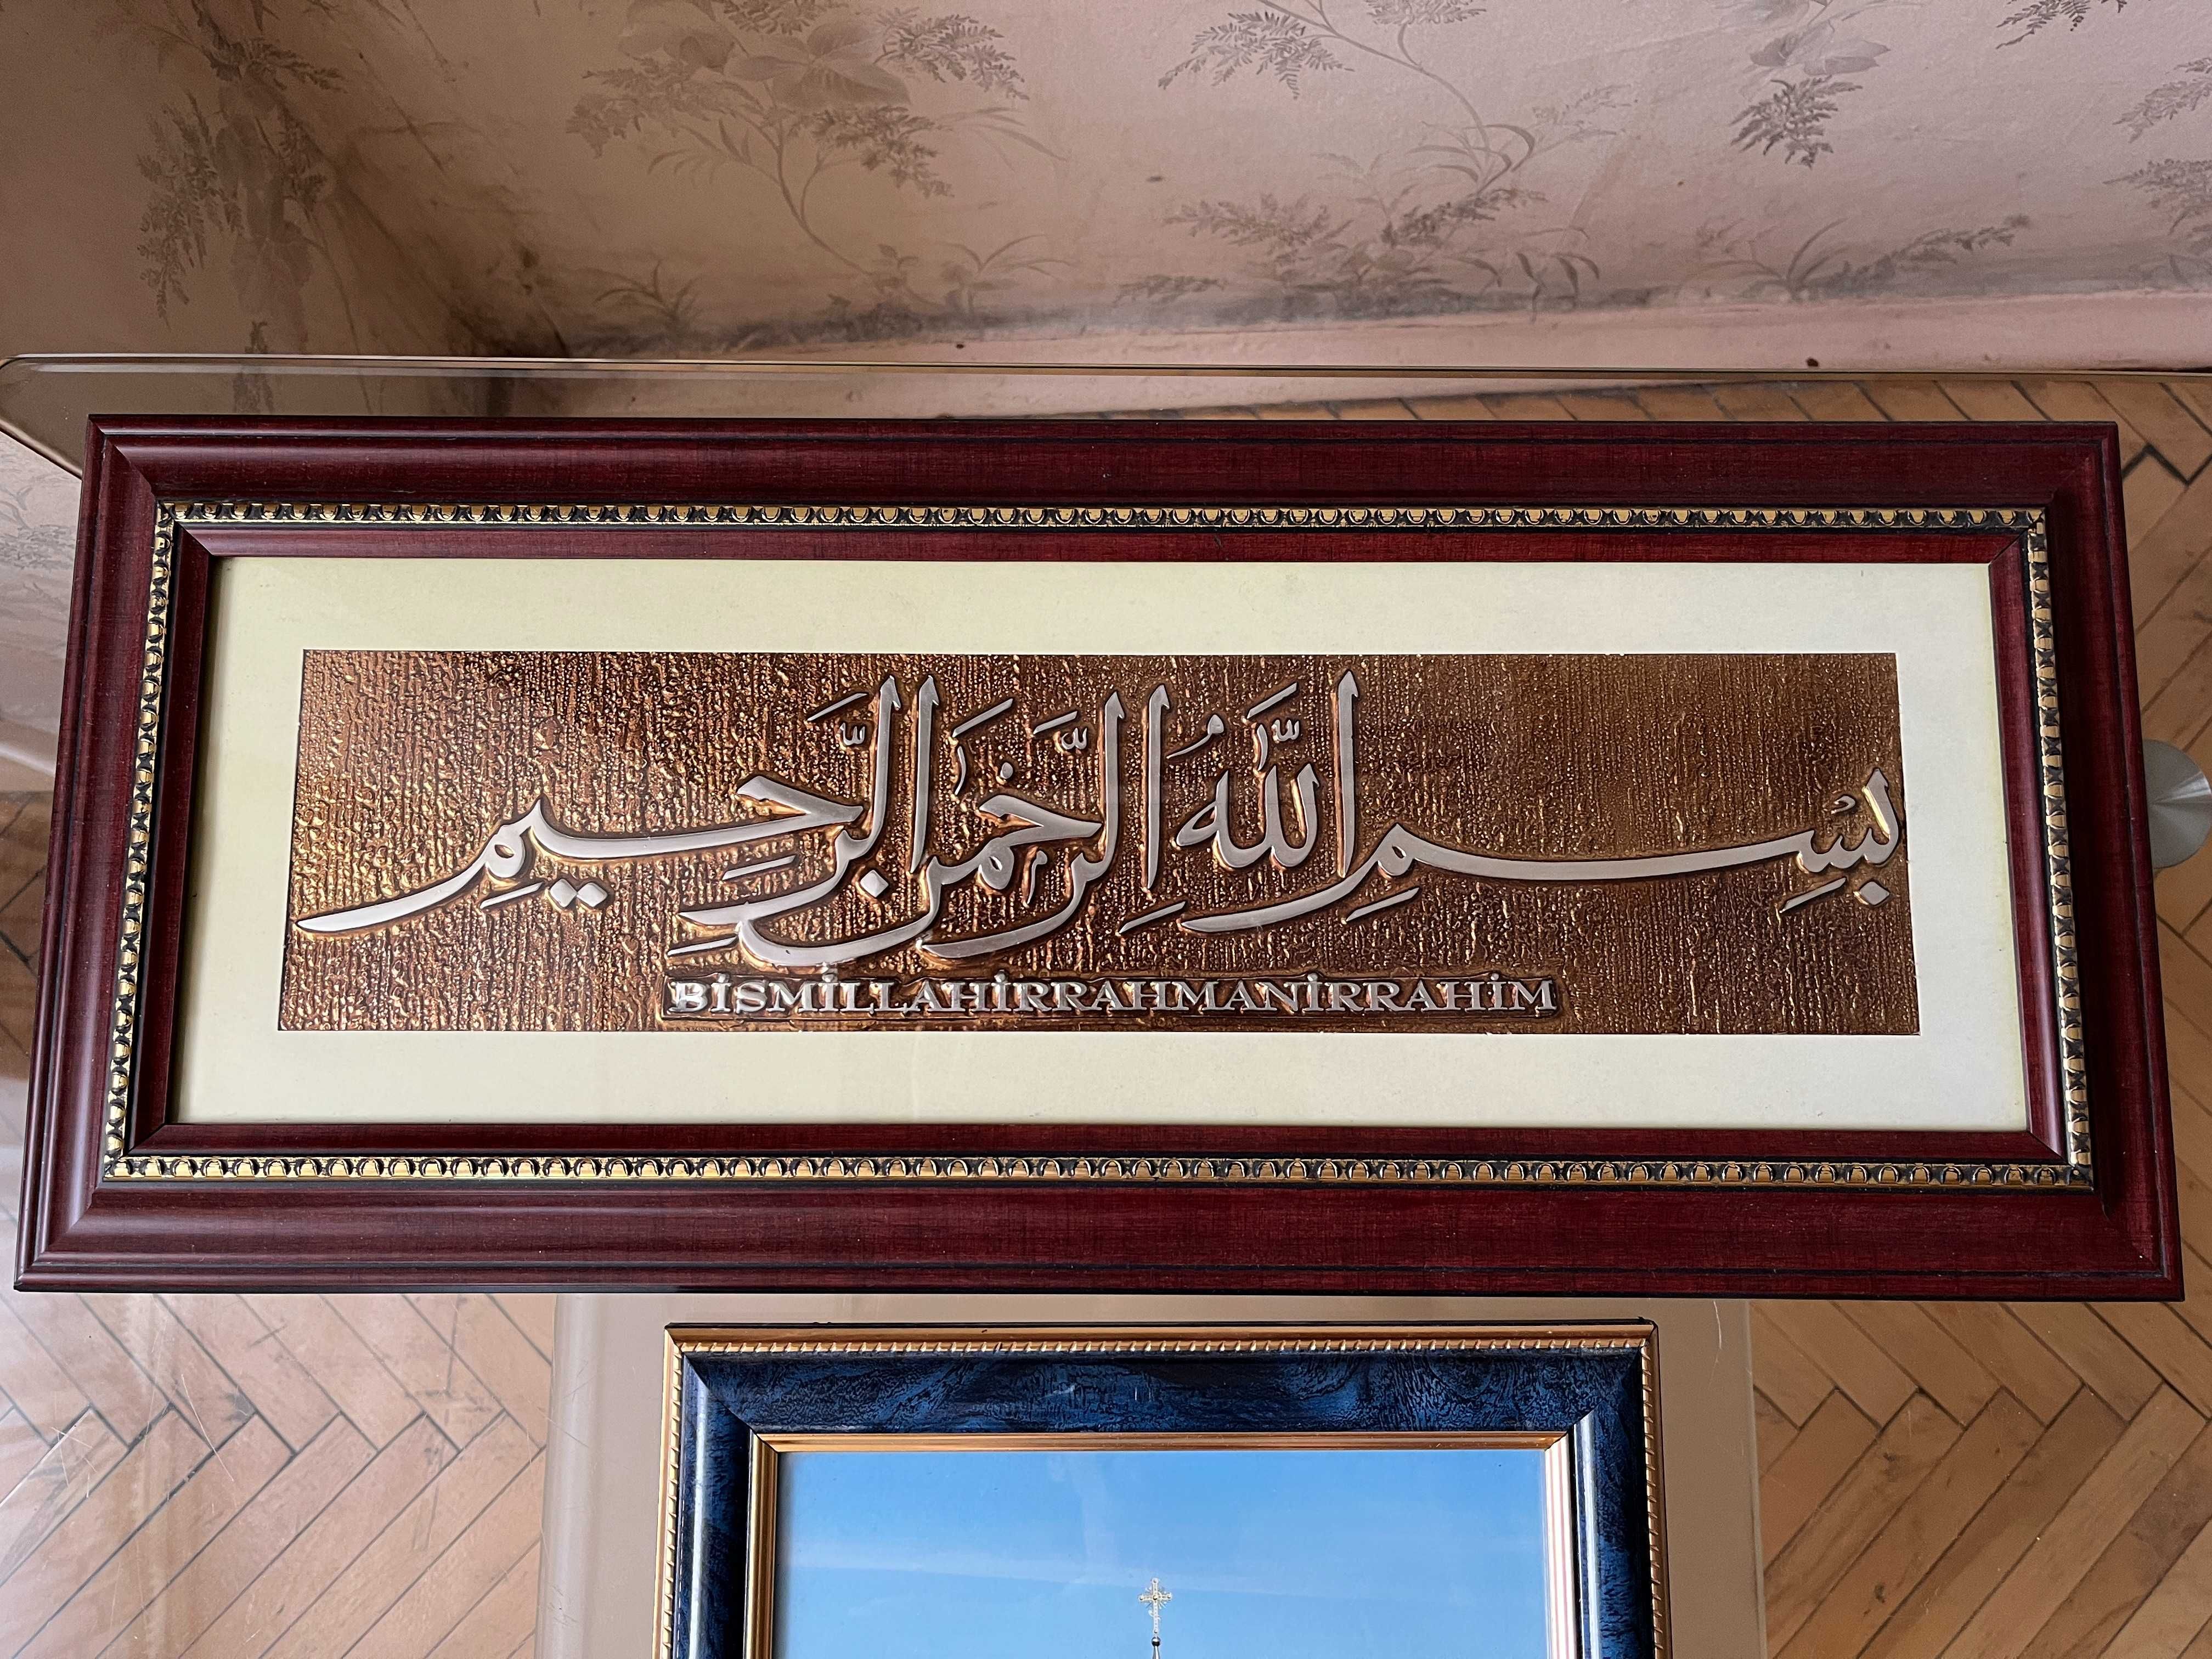 بِسْمِ اللّٰهِ الرَّحْمٰنِ الرَّحِيمِ
BİSMİLLAHİRRAHMANİRRAHİM